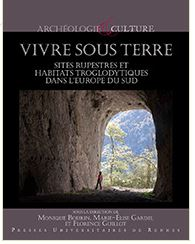 ARCHÉOLOGIE & CULTURE
VIVRE SOUS TERRE
SITES RUPESTRES ET
HABITATS TROGLODYTIQUES
DANS L'EUROPE DU SUD
SOUS LA DIRECTION DE
MONIQUE BOURIN, MARIE-ÉLISE GARDEL
ET FLORENCE GUILLOT
PRESSES UNIVERSITAIRES DE RENNES